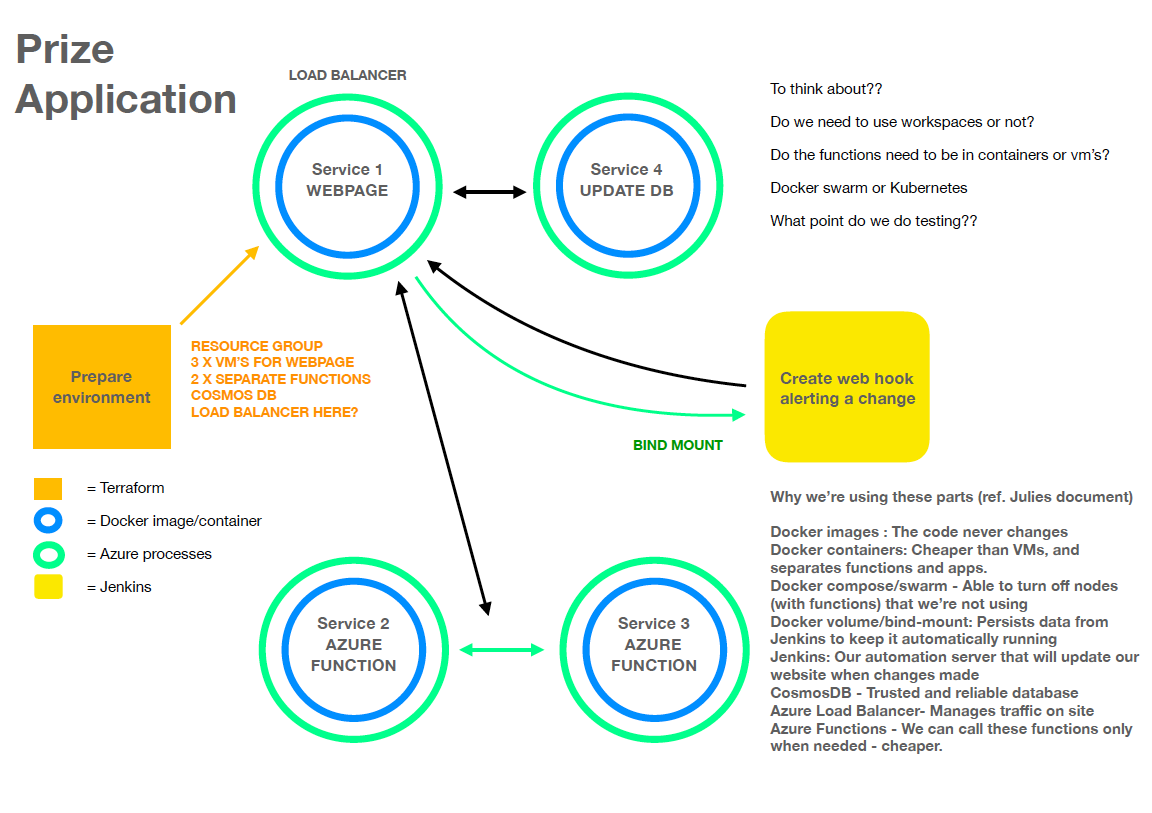 Prize
Application
LOAD BALANCER
Service 1
WEBPAGE
Service 4
UPDATE DB
To think about??
Do we need to use workspaces or not?
Do the functions need to be in containers or vm's?
Docker swarm or Kubernetes
What point do we do testing??
Prepare
environment
RESOURCE GROUP
3 X VM'S FOR WEBPAGE
2 X SEPARATE FUNCTIONS
COSMOS DB
LOAD BALANCER HERE?
Create web hook
alerting a change
BIND MOUNT
= Terraform
= Docker image/container
= Azure processes
= Jenkins
Service 2
AZURE
FUNCTION
Service 3
AZURE
FUNCTION
Why we're using these parts (ref. Julies document)
Docker images : The code never changes
Docker containers: Cheaper than VMs, and
separates functions and apps.
Docker compose/swarm - Able to turn off nodes
(with functions) that we're not using
Docker volume/bind-mount: Persists data from
Jenkins to keep it automatically running
Jenkins: Our automation server that will update our
website when changes made
CosmosDB - Trusted and reliable database
Azure Load Balancer- Manages traffic on site
Azure Functions - We can call these functions only
when needed - cheaper.